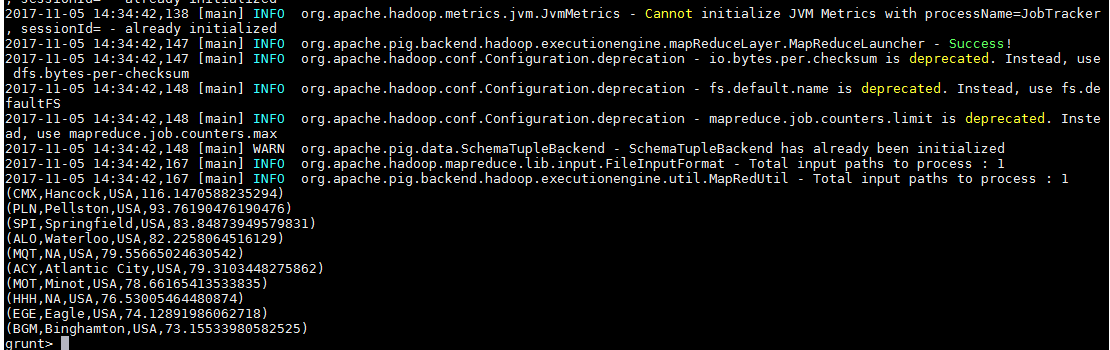 , sessionId= - already initialized
2017-11-05 14:34:42,138 [main] INFO  org.apache.hadoop.metrics.jvm.JvmMetrics - Cannot initialize JVM Metrics with processName=JobTracker
, sessionId= - already initialized
2017-11-05 14:34:42,147 [main] INFO  org.apache.pig.backend.hadoop.executionengine.mapReduceLayer.MapReduceLauncher - Success!
2017-11-05 14:34:42,148 [main] INFO  org.apache.hadoop.conf.Configuration.deprecation - io.bytes.per.checksum is deprecated. Instead, use
 dfs.bytes-per-checksum
2017-11-05 14:34:42,148 [main] INFO  org.apache.hadoop.conf.Configuration.deprecation - fs.default.name is deprecated. Instead, use fs.de
faultFS
2017-11-05 14:34:42,148 [main] INFO  org.apache.hadoop.conf.Configuration.deprecation - mapreduce.job.counters.limit is deprecated. Inste
ad, use mapreduce.job.counters.max
2017-11-05 14:34:42,148 [main] WARN  org.apache.pig.data.SchemaTupleBackend - SchemaTupleBackend has already been initialized
2017-11-05 14:34:42,167 [main] INFO  org.apache.hadoop.mapreduce.lib.input.FileInputFormat - Total input paths to process : 1
2017-11-05 14:34:42,167 [main] INFO  org.apache.pig.backend.hadoop.executionengine.util.MapRedUtil - Total input paths to process : 1
(CMX,Hancock,USA,116.1470588235294)
(PLN,Pellston,USA,93.76190476190476)
(SPI,Springfield,USA,83.84873949579831)
(ALO,Waterloo,USA,82.2258064516129)
(MQT,NA,USA,79.55665024630542)
(ACY,Atlantic City,USA,79.3103448275862)
(MOT,Minot,USA,78.66165413533835)
(HHH,NA,USA,76.53005464480874)
(EGE,Eagle,USA,74.12891986062718)
(BGM,Binghamton,USA,73.15533980582525)
grunt>